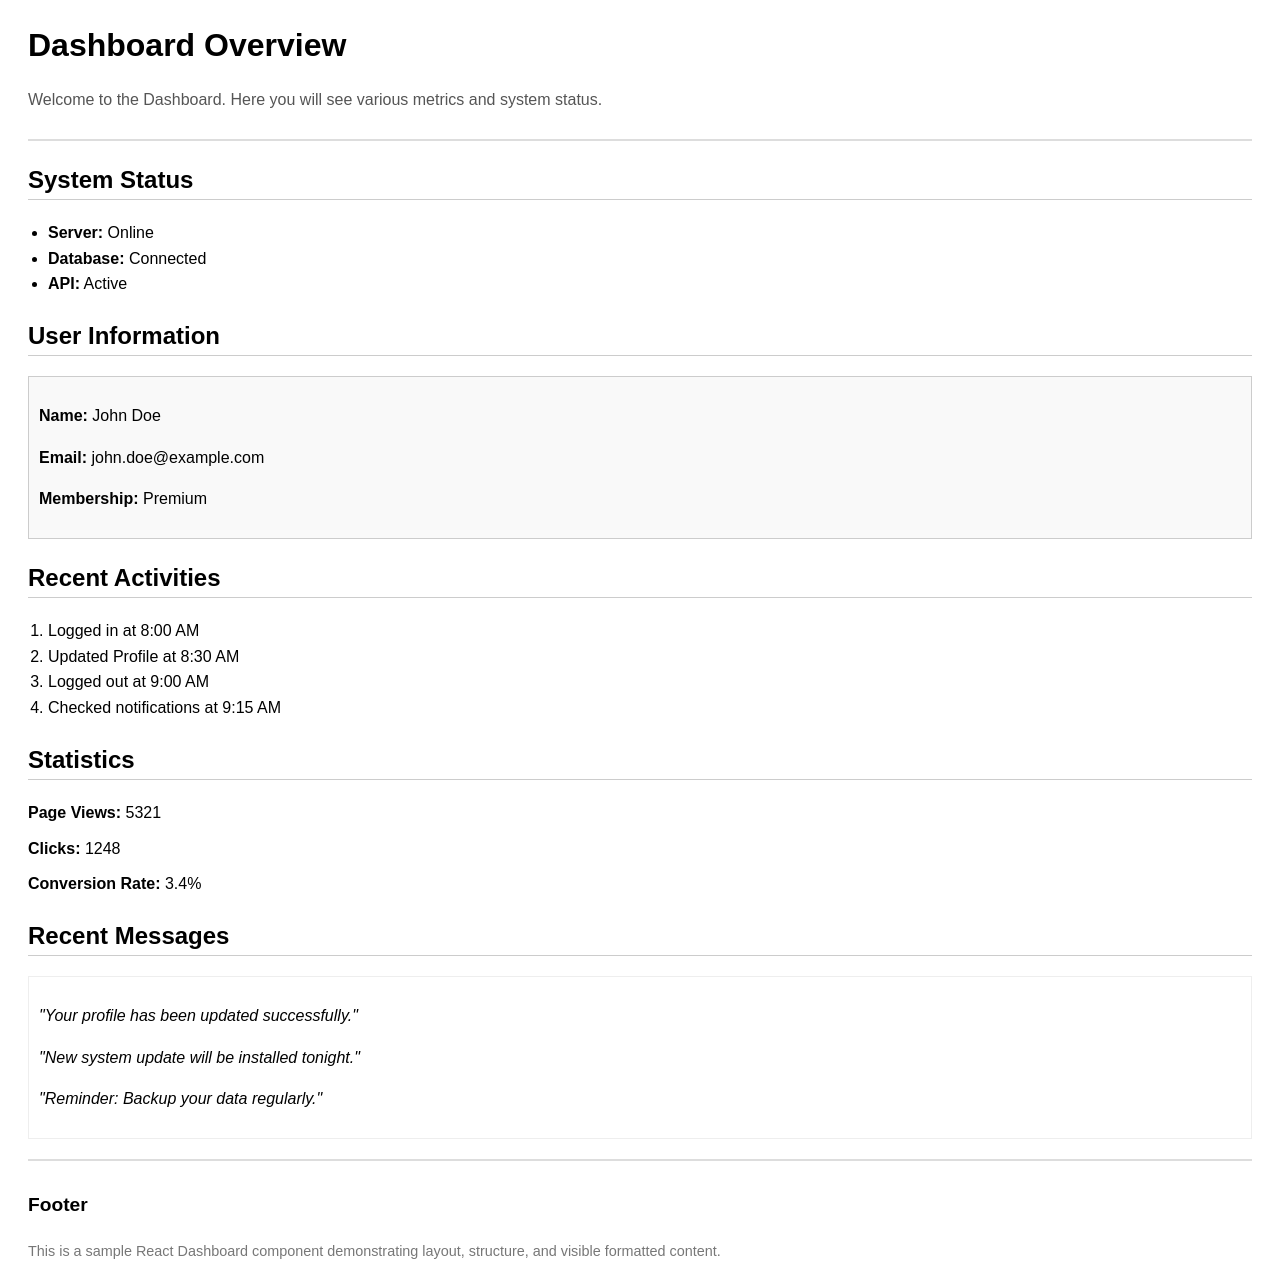 Dashboard Overview
Welcome to the Dashboard. Here you will see various metrics and system status.
System Status
• Server: Online
• Database: Connected
• API: Active
User Information
Name: John Doe
Email: john.doe@example.com
Membership: Premium
Recent Activities
1. Logged in at 8:00 AM
2. Updated Profile at 8:30 AM
3. Logged out at 9:00 AM
4. Checked notifications at 9:15 AM
Statistics
Page Views: 5321
Clicks: 1248
Conversion Rate: 3.4%
Recent Messages
"Your profile has been updated successfully."
"New system update will be installed tonight."
"Reminder: Backup your data regularly."
Footer
This is a sample React Dashboard component demonstrating layout, structure, and visible formatted content.